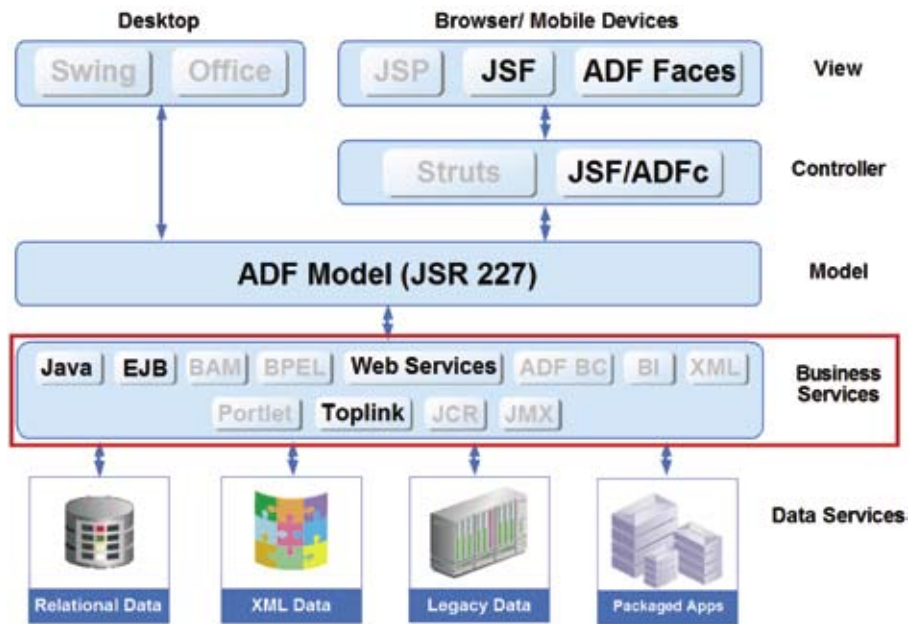 Desktop
Browser/ Mobile Devices
Swing
Office
JSP
JSF
ADF Faces
View
Struts
JSF/ADFc
Controller
ADF Model (JSR 227)
Model
Java
EJB
BAM
BPEL
Web Services
ADF BC
BI
XML
Portlet
Toplink
JCR
JMX
Business
Services
Data Services
Relational Data
XML Data
Legacy Data
Packaged Apps